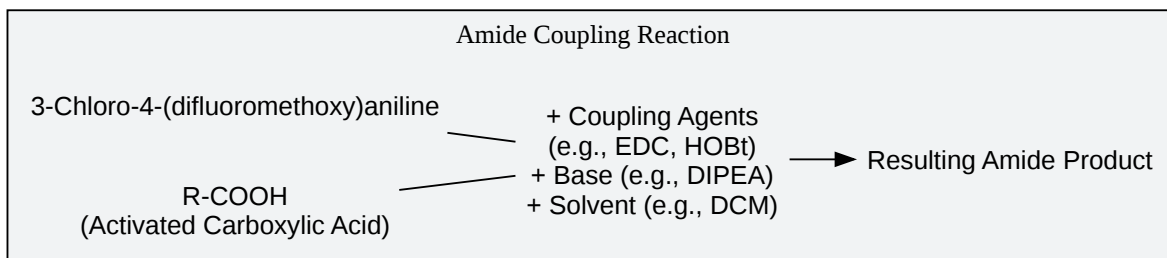 Amide Coupling Reaction
3-Chloro-4-(difluoromethoxy)aniline
R-COOH
(Activated Carboxylic Acid)
+ Coupling Agents
(e.g., EDC, HOBt)
+ Base (e.g., DIPEA)
+ Solvent (e.g., DCM)
Resulting Amide Product